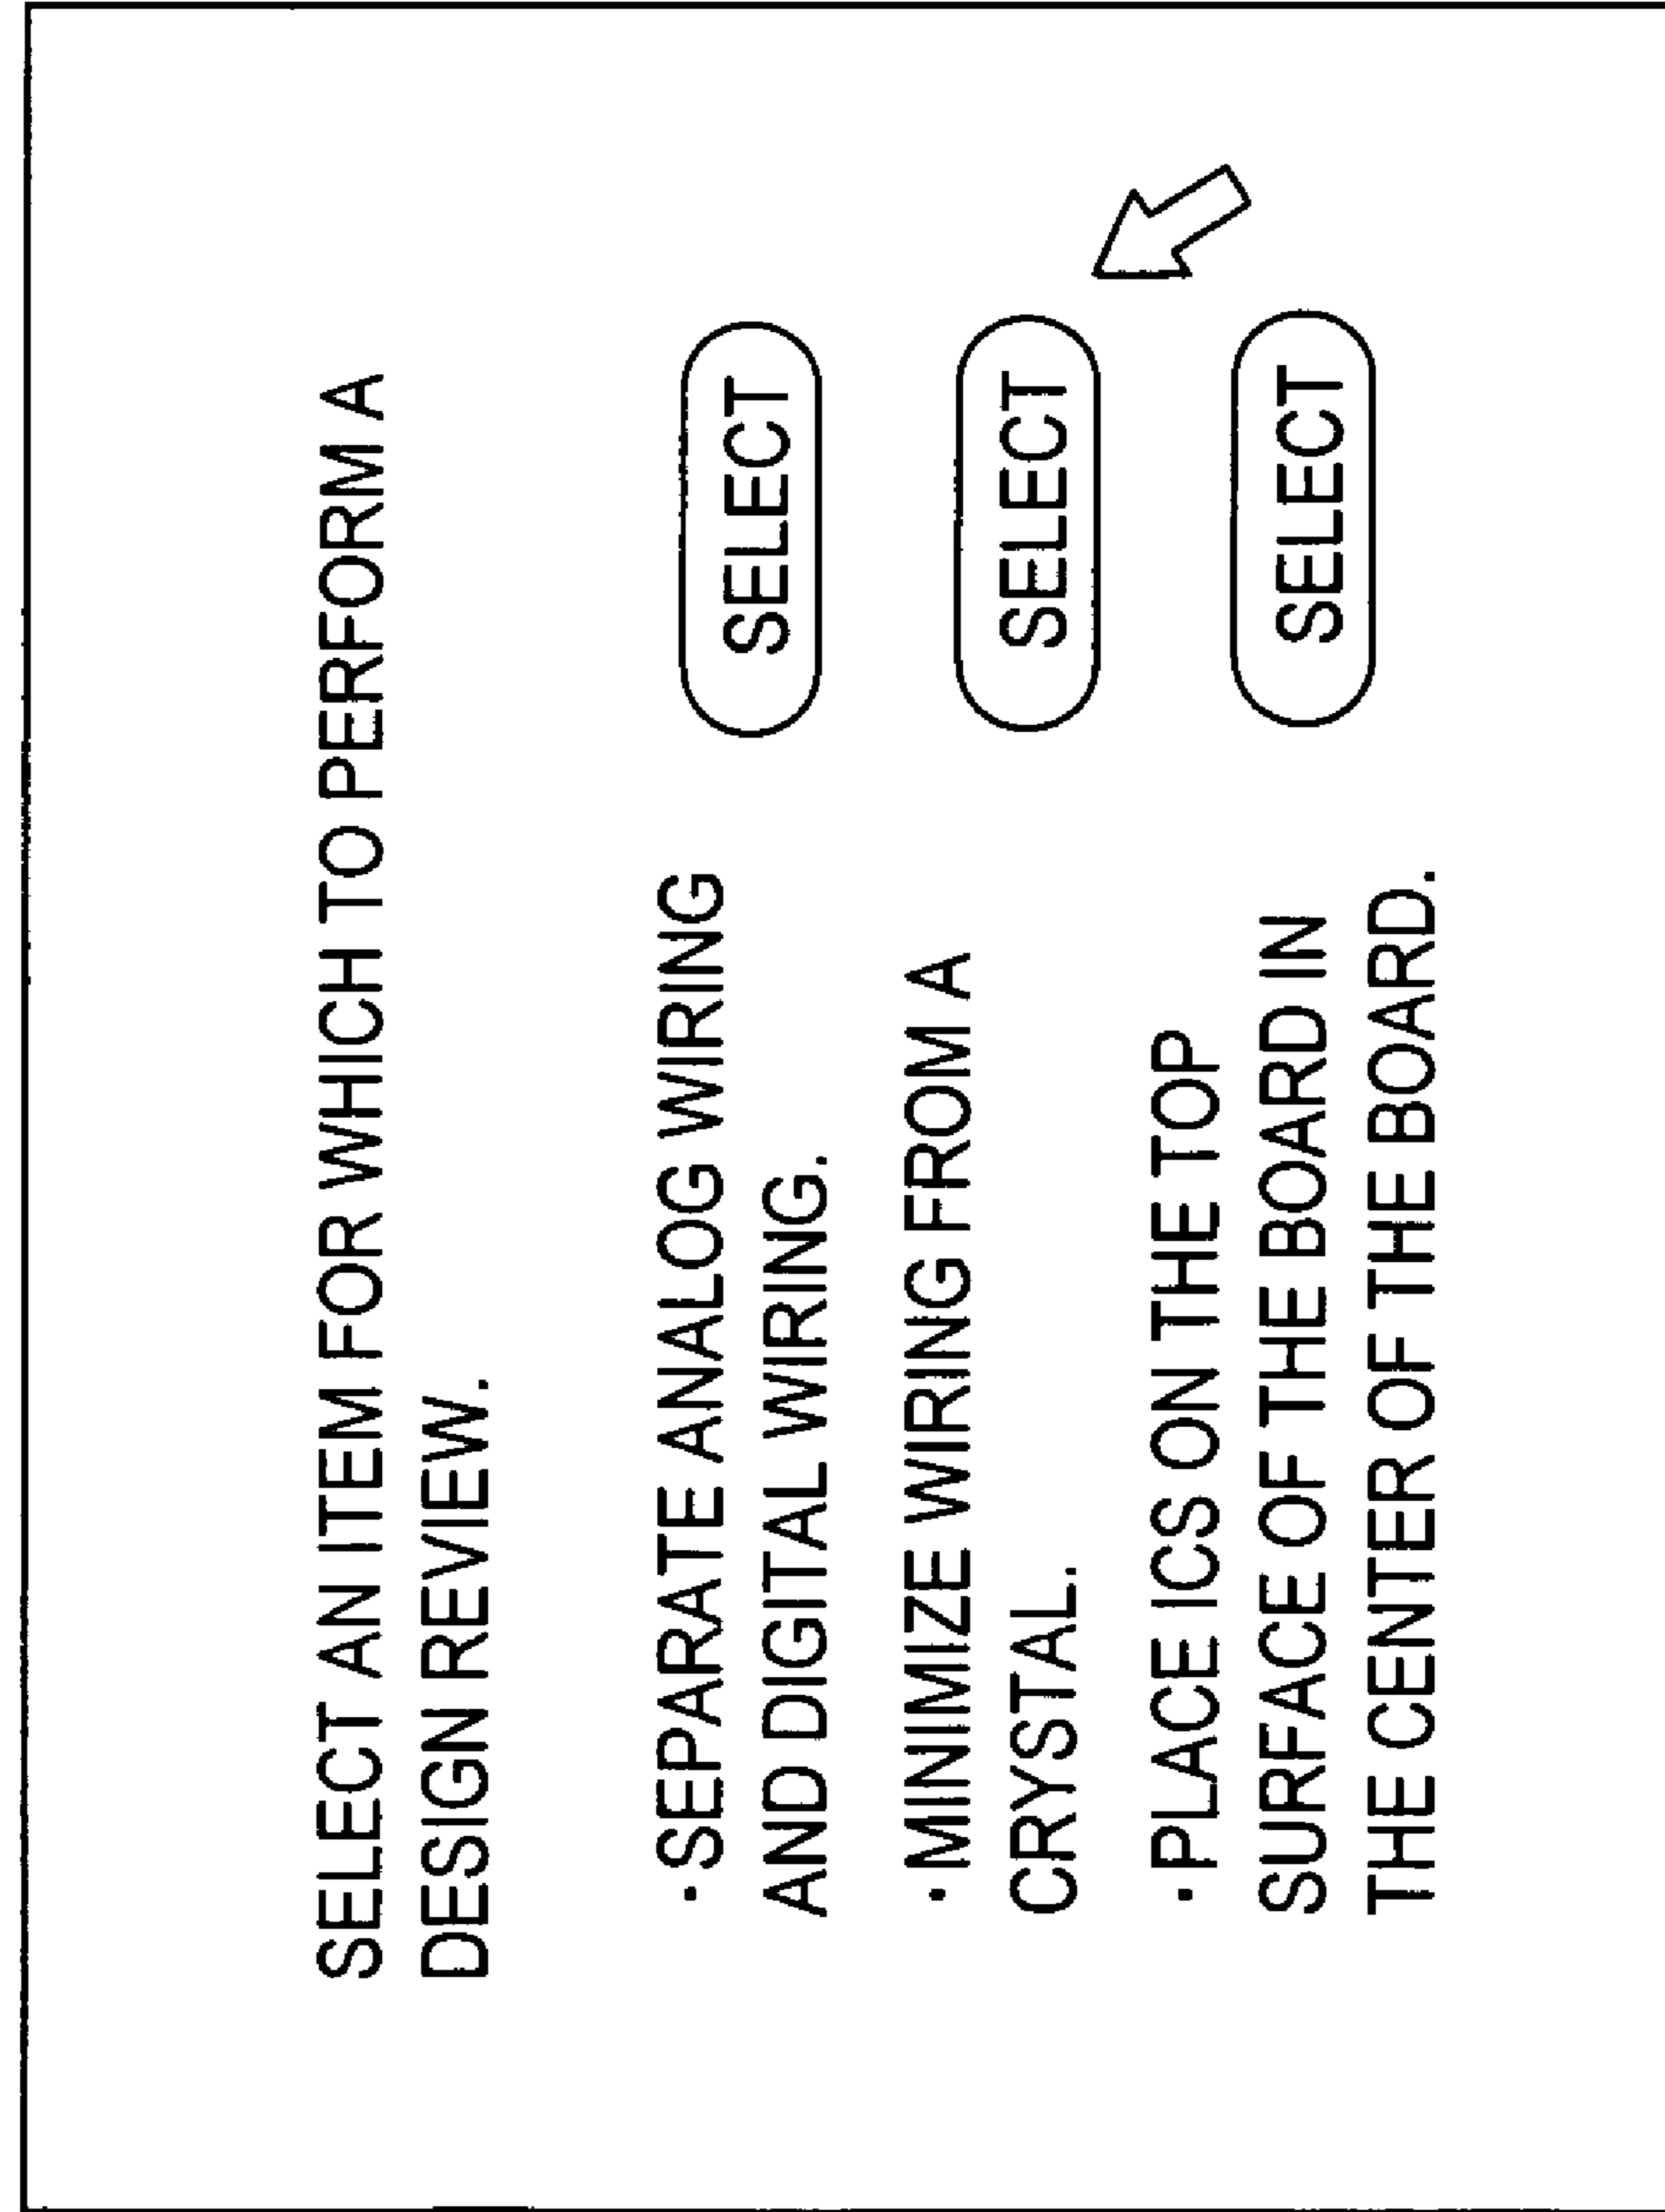 SELECT AN ITEM FOR WHICH TO PERFORM A
DESIGN REVIEW.
· SEPARATE ANALOG WIRING
AND DIGITAL WIRING.
SELECT
· MINIMIZE WIRING FROM A
CRYSTAL.
SELECT
· PLACE ICS ON THE TOP
SURFACE OF THE BOARD IN
THE CENTER OF THE BOARD.
SELECT